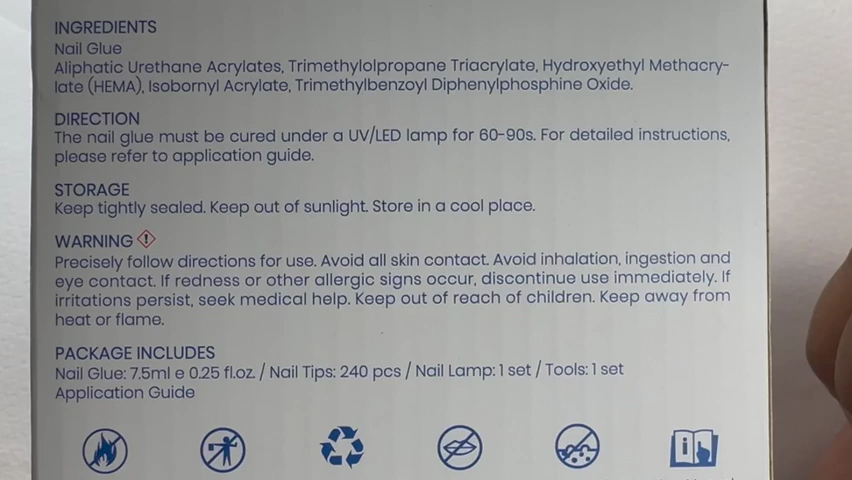 INGREDIENTS
Nail Glue
Aliphatic Urethane Acrylates, Trimethylolpropane Triacrylate, Hydroxyethyl Methacry-
late (HEMA), Isobornyl Acrylate, Trimethylbenzoyl Diphenylphosphine Oxide.
DIRECTION
The nail glue must be cured under a UV/LED lamp for 60-90s. For detailed instructions,
please refer to application guide.
STORAGE
Keep tightly sealed. Keep out of sunlight. Store in a cool place.
WARNING
Precisely follow directions for use. Avoid all skin contact. Avoid inhalation, ingestion and
eye contact. If redness or other allergic signs occur, discontinue use immediately. If
irritations persist, seek medical help. Keep out of reach of children. Keep away from
heat or flame.
PACKAGE INCLUDES
Nail Glue: 7.5ml e 0.25 fl.oz. / Nail Tips: 240 pcs / Nail Lamp: 1 set / Tools: 1 set
Application Guide